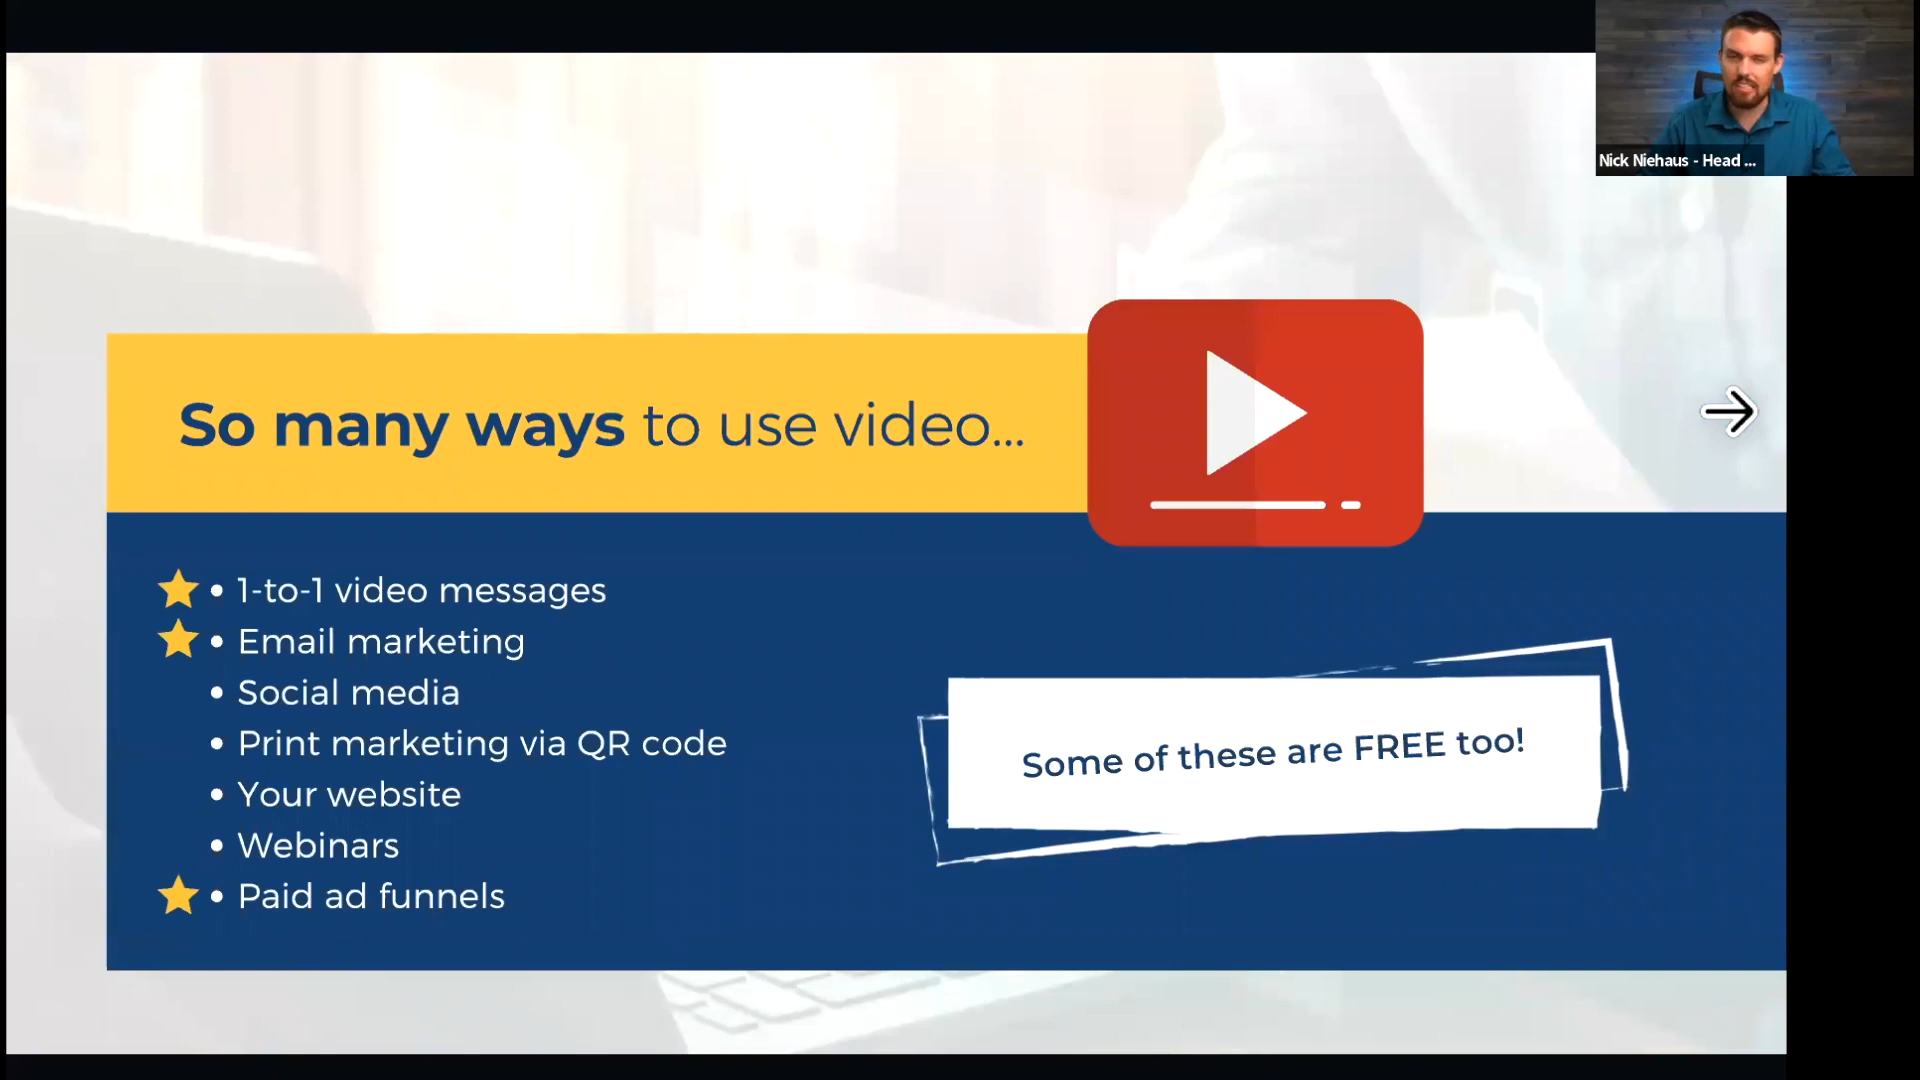 Nick Niehaus - Head ...
So many ways to use video...
• 1-to-1 video messages
• Email marketing
• Social media
• Print marketing via QR code
• Your website
• Webinars
• Paid ad funnels
Some of these are FREE too!